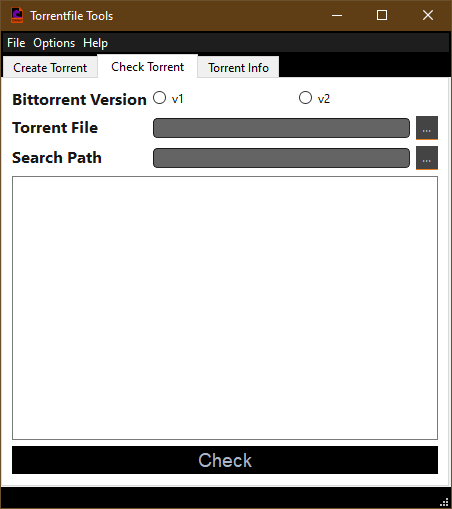 Torrentfile Tools
File Options Help
Create Torrent Check Torrent Torrent Info
Bittorrent Version v1 v2
Torrent File ...
Search Path ...
Check